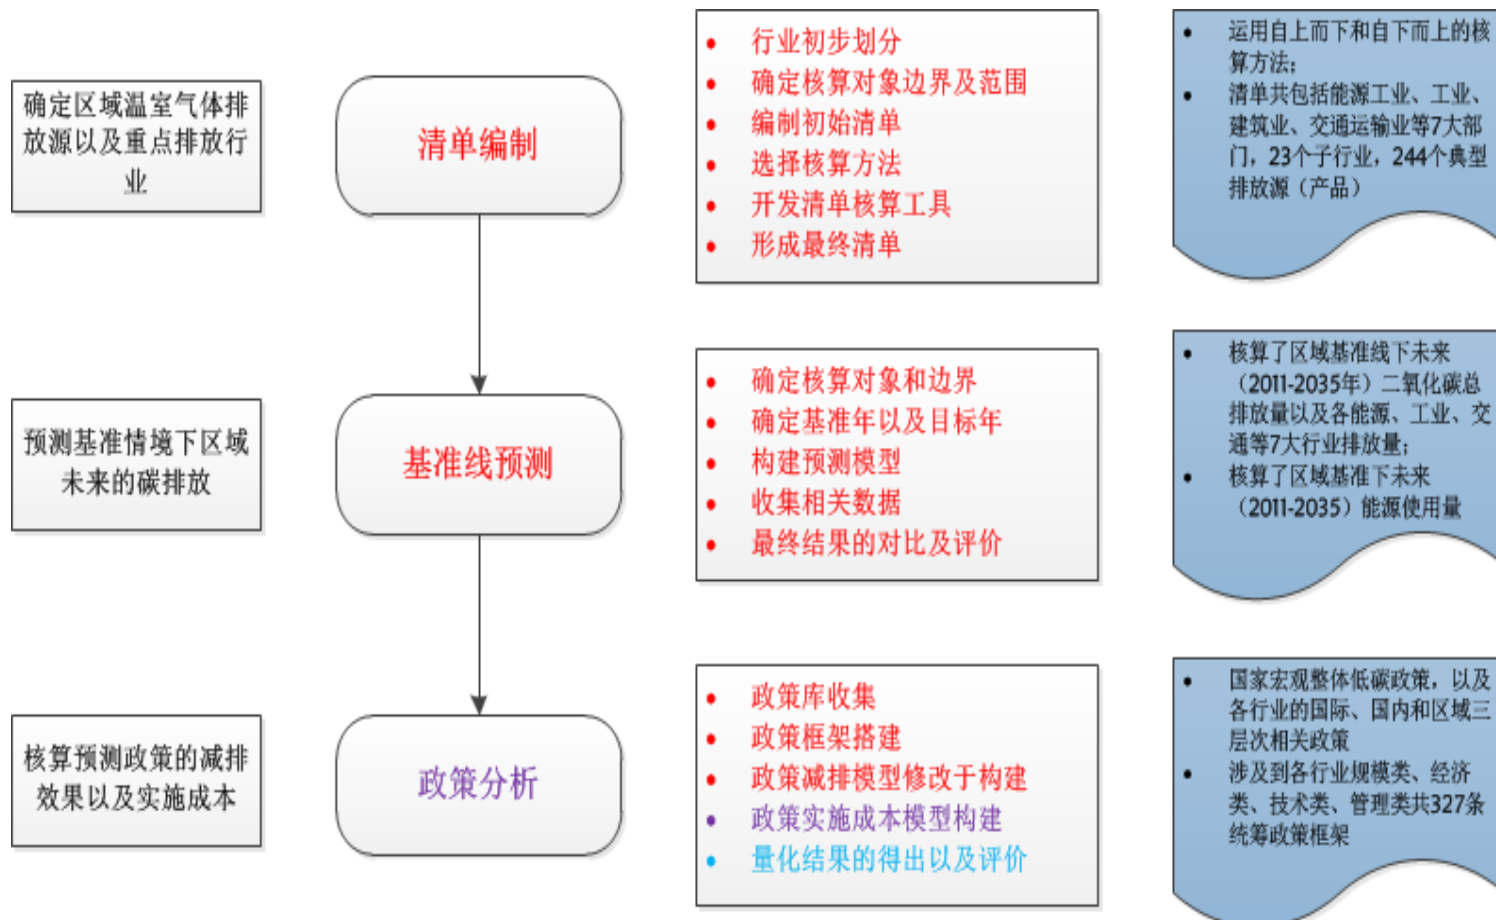 确定区域温室气体排
放源以及重点排放行
业
清单编制
行业初步划分
确定核算对象边界及范围
编制初始清单
选择核算方法
开发清单核算工具
形成最终清单
运用自上而下和自下而上的核
算方法;
清单共包括能源工业、工业、
建筑业、交通运输业等7大部
门，23个子行业，244个典型
排放源（产品）
预测基准情境下区域
未来的碳排放
基准线预测
确定核算对象和边界
确定基准年以及目标年
构建预测模型
收集相关数据
最终结果的对比及评价
核算了区域基准线下未来
（2011-2035年）二氧化碳总
排放量以及各能源、工业、交
通等7大行业排放量;
核算了区域基准下未来
（2011-2035）能源使用量
核算预测政策的减排
效果以及实施成本
政策分析
政策库收集
政策框架搭建
政策减排模型修改于构建
政策实施成本模型构建
量化结果的得出以及评价
国家宏观整体低碳政策，以及
各行业的国际、国内和区域三
层次相关政策
涉及到各行业规模类、经济
类、技术类、管理类共327条
统筹政策框架